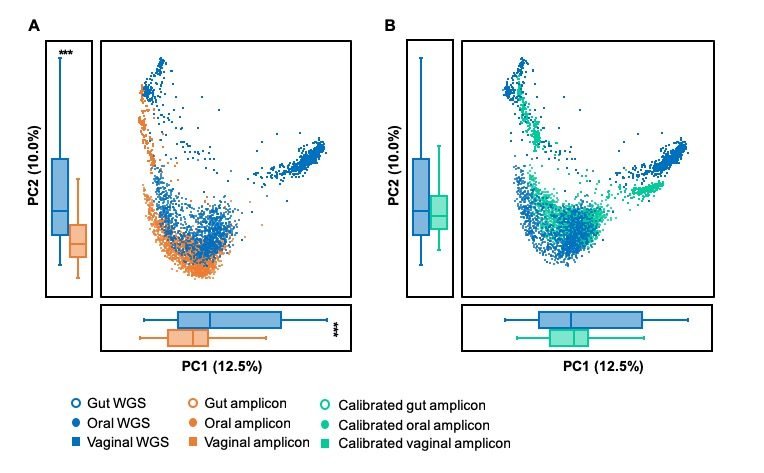 A
B
***
PC2 (10.0%)
PC2 (10.0%)
***
PC1 (12.5%)
PC1 (12.5%)
Gut WGS
Gut amplicon
Calibrated gut amplicon
Oral WGS
Oral amplicon
Calibrated oral amplicon
Vaginal WGS
Vaginal amplicon
Calibrated vaginal amplicon